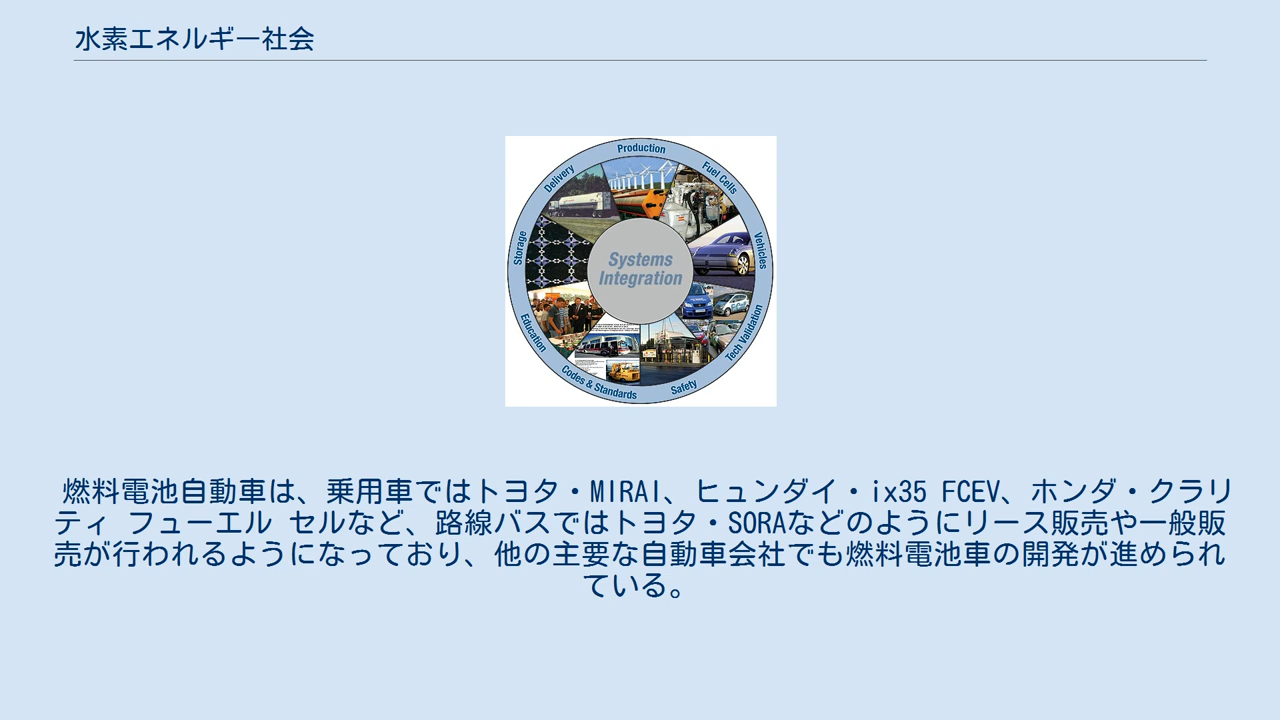 水素エネルギー社会
Production
Fuel Cells
Vehicles
Tech Validation
Safety
Codes & Standards
Education
Storage
Delivery
Systems
Integration
燃料電池自動車は、乗用車ではトヨタ・MIRAI、ヒュンダイ・ix35 FCEV、ホンダ・クラリ
ティ フューエル セルなど、路線バスではトヨタ・SORAなどのようにリース販売や一般販
売が行われるようになっており、他の主要な自動車会社でも燃料電池車の開発が進められ
ている。